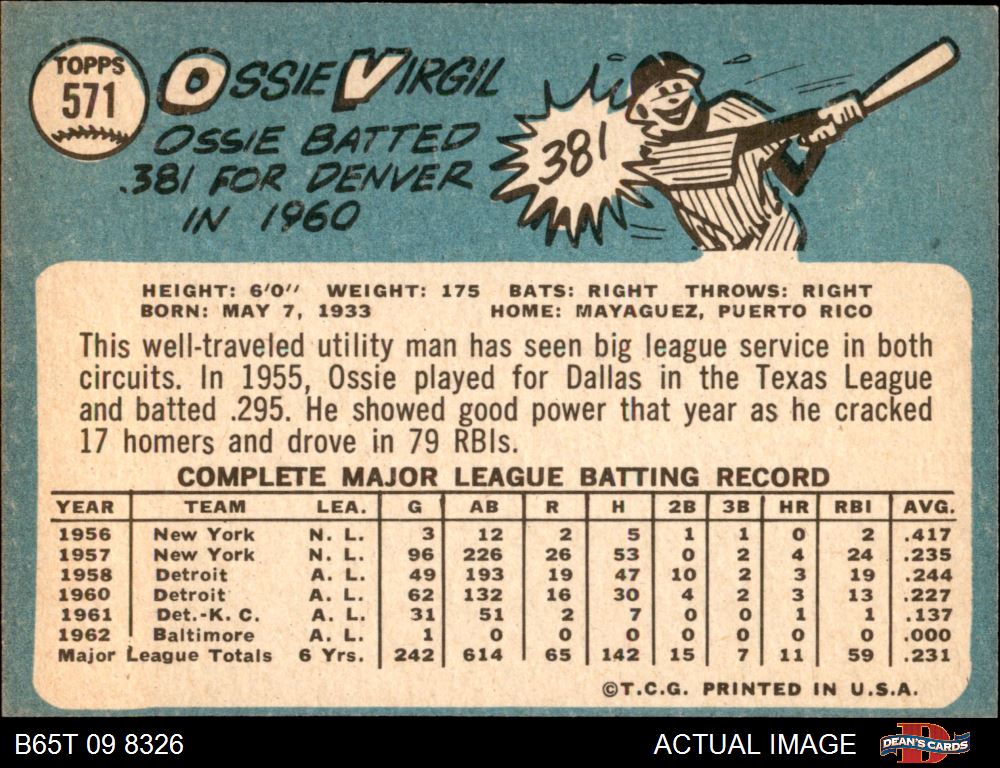 TOPPS
571
OSSIE VIRGIL
OSSIE BATTED
.381 FOR DENVER
IN 1960
381
HEIGHT: 6'0" WEIGHT: 175 BATS: RIGHT THROWS: RIGHT
BORN: MAY 7, 1933 HOME: MAYAGUEZ, PUERTO RICO
This well-traveled utility man has seen big league service in both
circuits. In 1955, Ossie played for Dallas in the Texas League
and batted .295. He showed good power that year as he cracked
17 homers and drove in 79 RBIs.
COMPLETE MAJOR LEAGUE BATTING RECORD
YEAR TEAM LEA. G AB R H 2B 3B HR RBI AVG.
1956 New York N. L. 3 12 2 5 1 1 0 2 .417
1957 New York N. L. 96 226 26 53 0 2 4 24 .235
1958 Detroit A. L. 49 193 19 47 10 2 3 19 .244
1960 Detroit A. L. 62 132 16 30 4 2 3 13 .227
1961 Det.-K. C. A. L. 31 51 2 7 0 0 1 1 .137
1962 Baltimore A. L. 1 0 0 0 0 0 0 0 .000
Major League Totals 6 Yrs. 242 614 65 142 15 7 11 59 .231
©T.C.G. PRINTED IN U.S.A.
B65T 09 8326 ACTUAL IMAGE DEAN'S CARDS